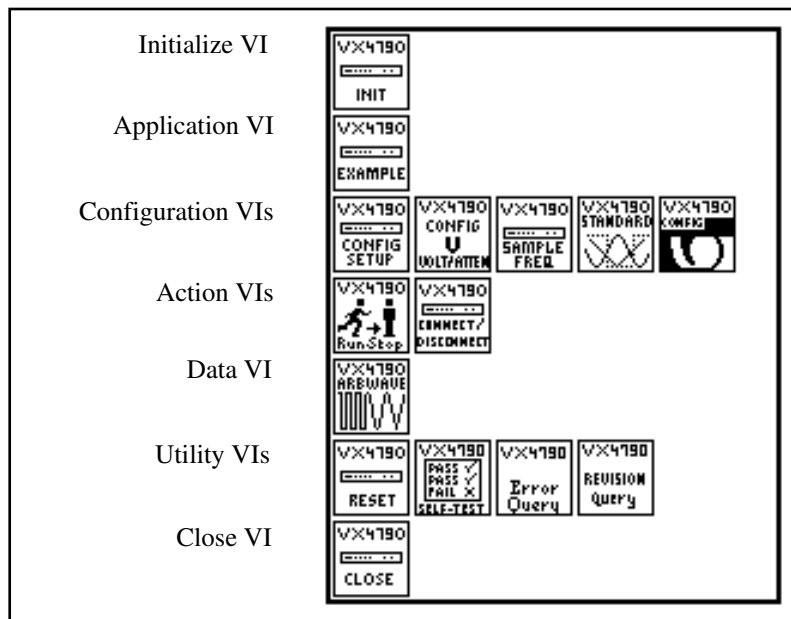 Initialize VI
VX4790
INIT
Application VI
VX4790
EXAMPLE
Configuration VIs
VX4790
CONFIG
SETUP
VX4790
CONFIG
V
VOLT/ATTEN
VX4790
SAMPLE
FREQ
VX4790
STANDARD
VX4790
CONFIG
Action VIs
VX4790
Run-Stop
VX4790
CONNECT/
DISCONNECT
Data VI
VX4790
ARBWAVE
Utility VIs
VX4790
RESET
VX4790
PASS ✓
PASS ✓
FAIL X
SELF-TEST
VX4790
Error
Query
VX4790
REVISION
Query
Close VI
VX4790
CLOSE